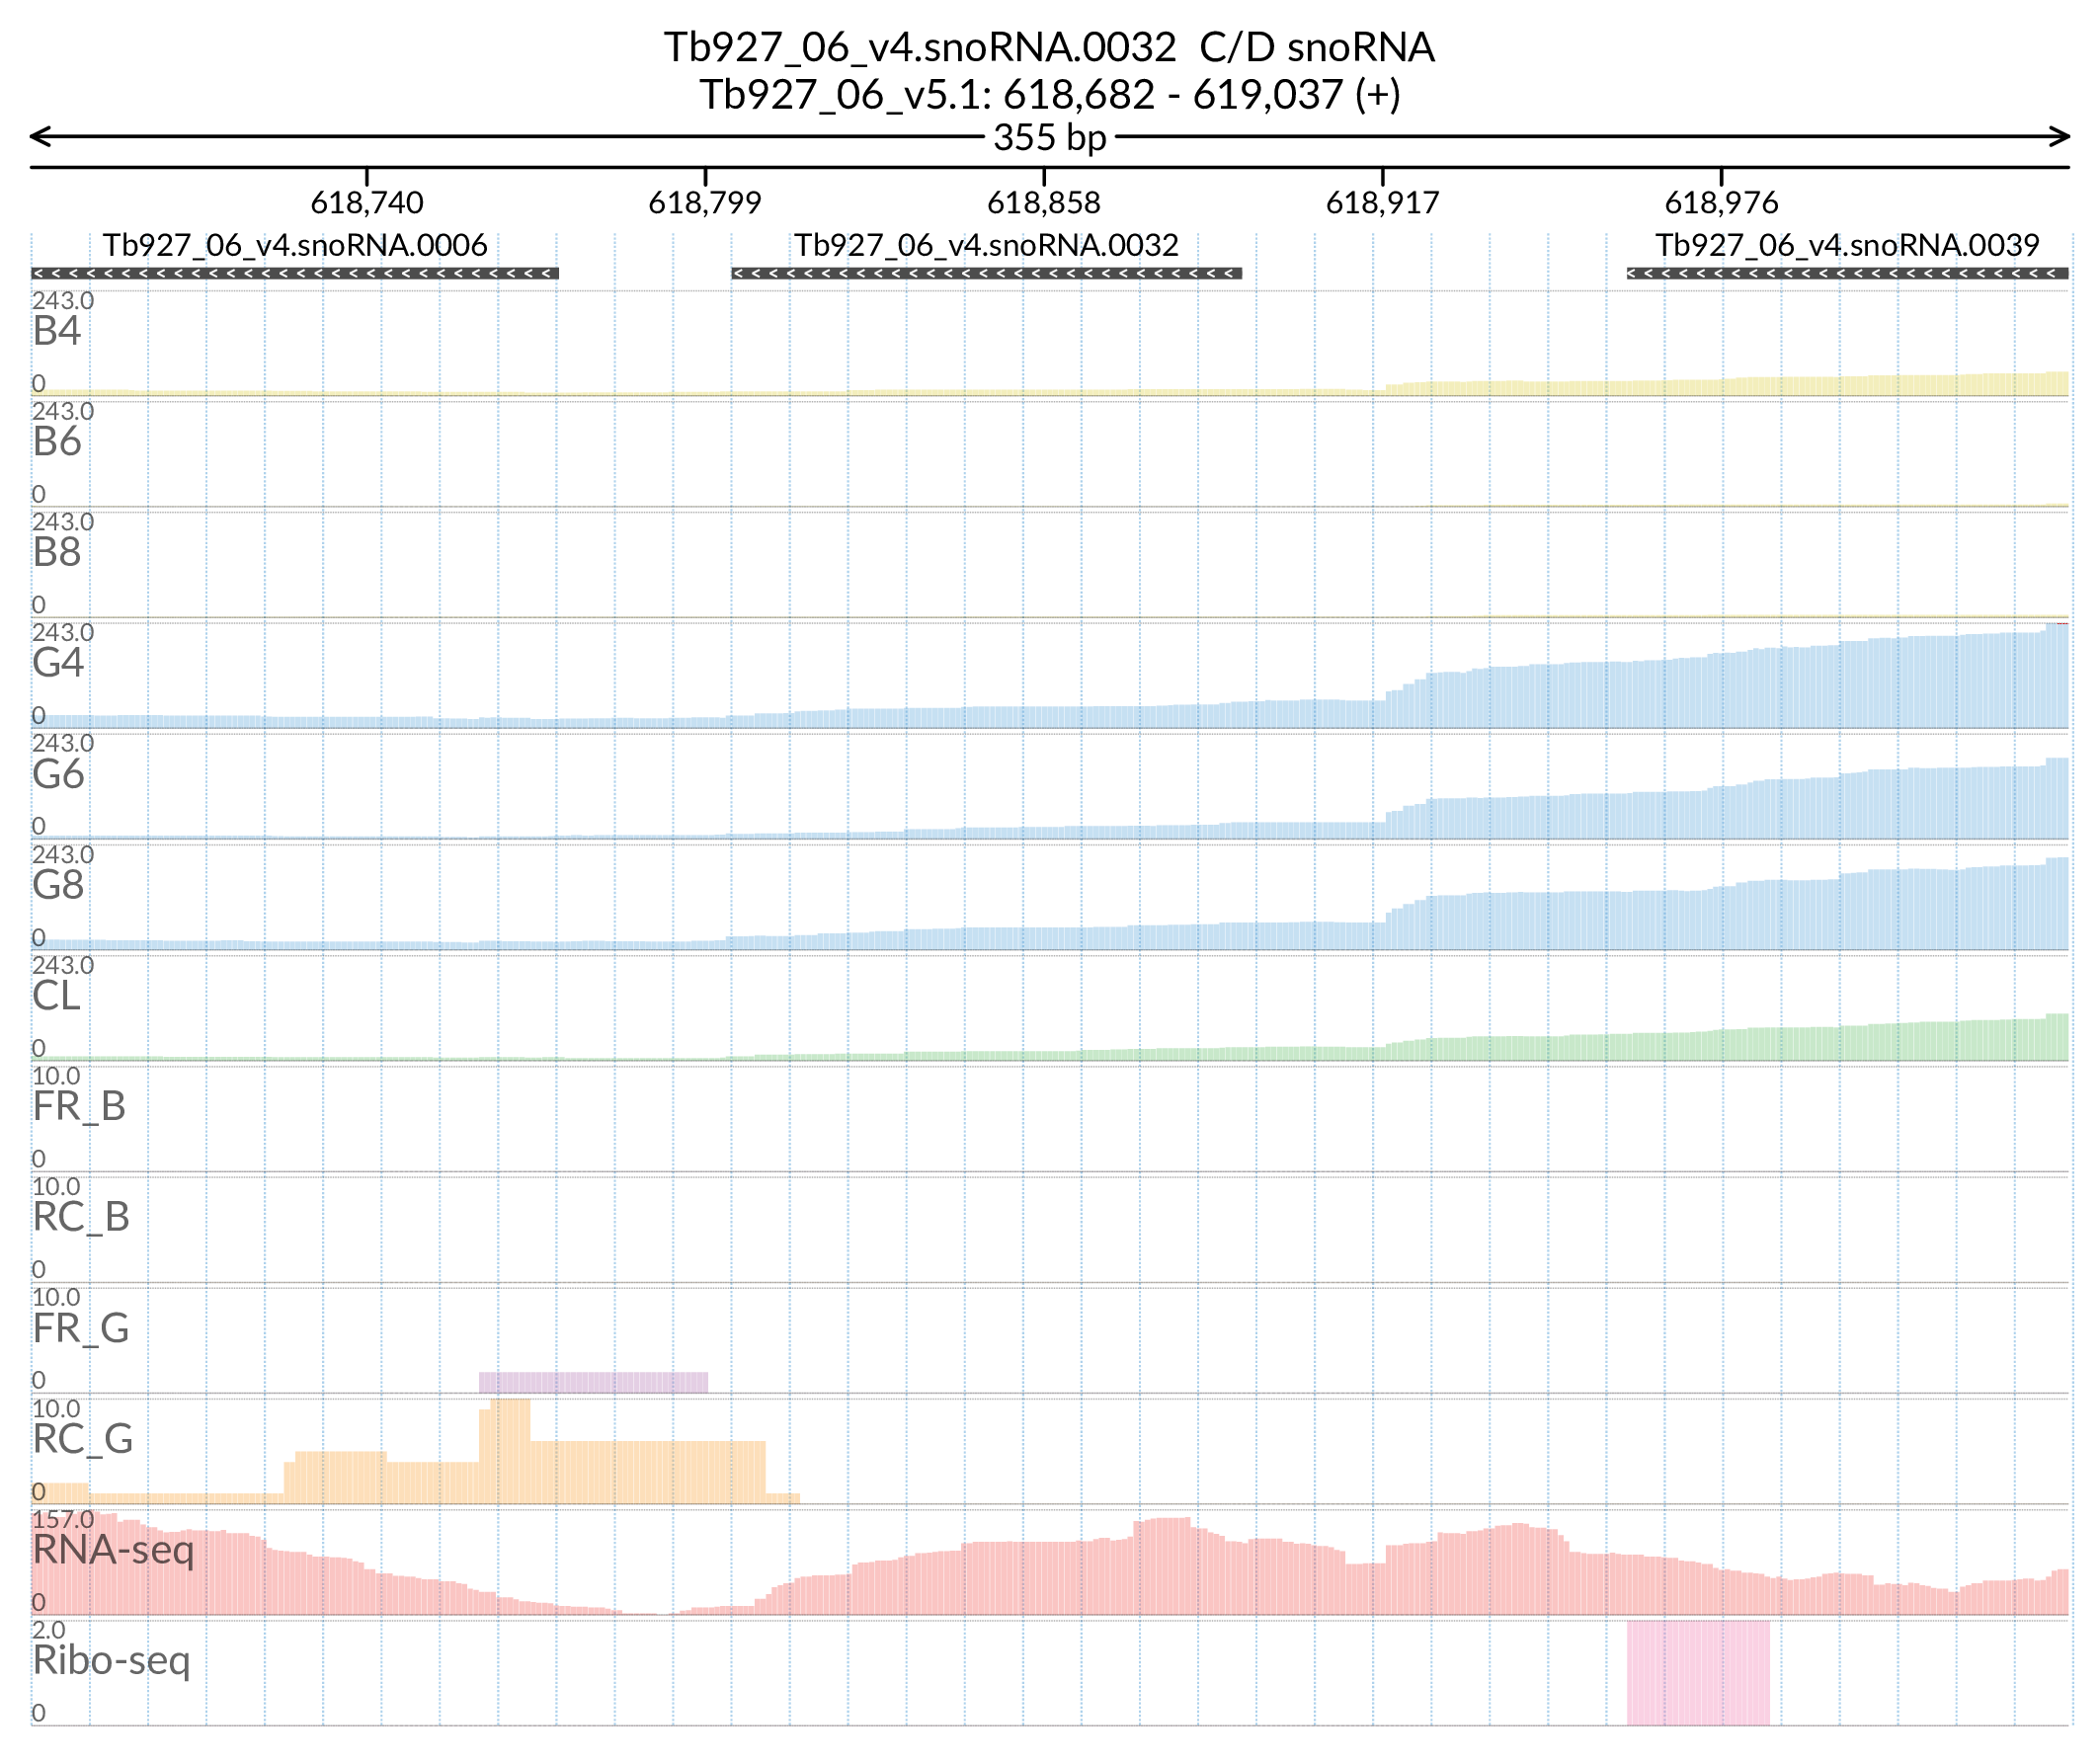 Tb927_06_v4.snoRNA.0032 C/D snoRNA
Tb927_06_v5.1: 618,682 - 619,037 (+)
355 bp
618,740 618,799 618,858 618,917 618,976
Tb927_06_v4.snoRNA.0006 Tb927_06_v4.snoRNA.0032 Tb927_06_v4.snoRNA.0039
243.0
B4
0
243.0
B6
0
243.0
B8
0
243.0
G4
0
243.0
G6
0
243.0
G8
0
243.0
CL
0
10.0
FR_B
0
10.0
RC_B
0
10.0
FR_G
0
10.0
RC_G
0
157.0
RNA-seq
0
2.0
Ribo-seq
0